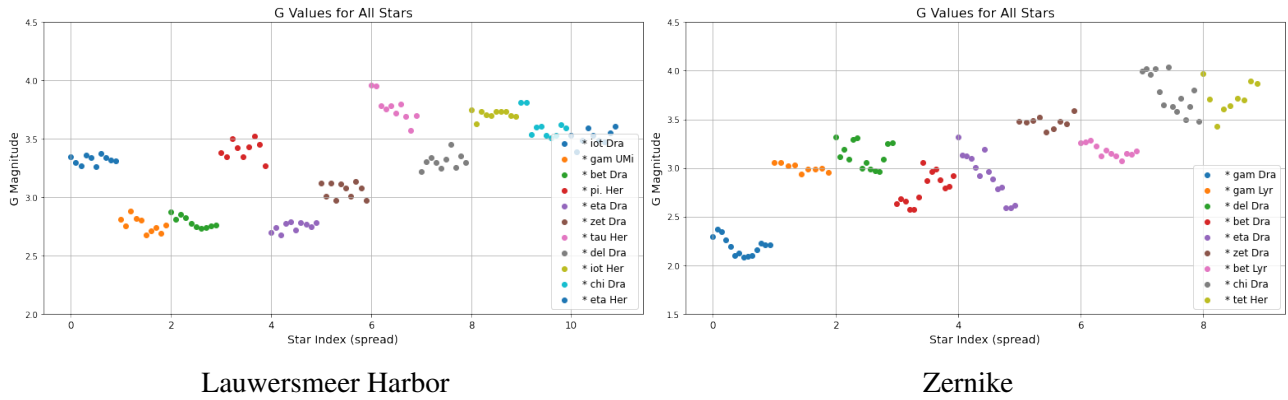 G Values for All Stars
4.5
4.0
3.5
3.0
2.5
2.0
G Magnitude
0
2
4
6
8
10
Star Index (spread)
* iot Dra
* gam UMi
* bet Dra
* pi. Her
* eta Dra
* zet Dra
* tau Her
* del Dra
* iot Her
* chi Dra
* eta Her
Lauwersmeer Harbor
G Values for All Stars
4.5
4.0
3.5
3.0
2.5
2.0
1.5
G Magnitude
0
2
4
6
8
Star Index (spread)
* gam Dra
* gam Lyr
* del Dra
* bet Dra
* eta Dra
* zet Dra
* bet Lyr
* chi Dra
* tet Her
Zernike